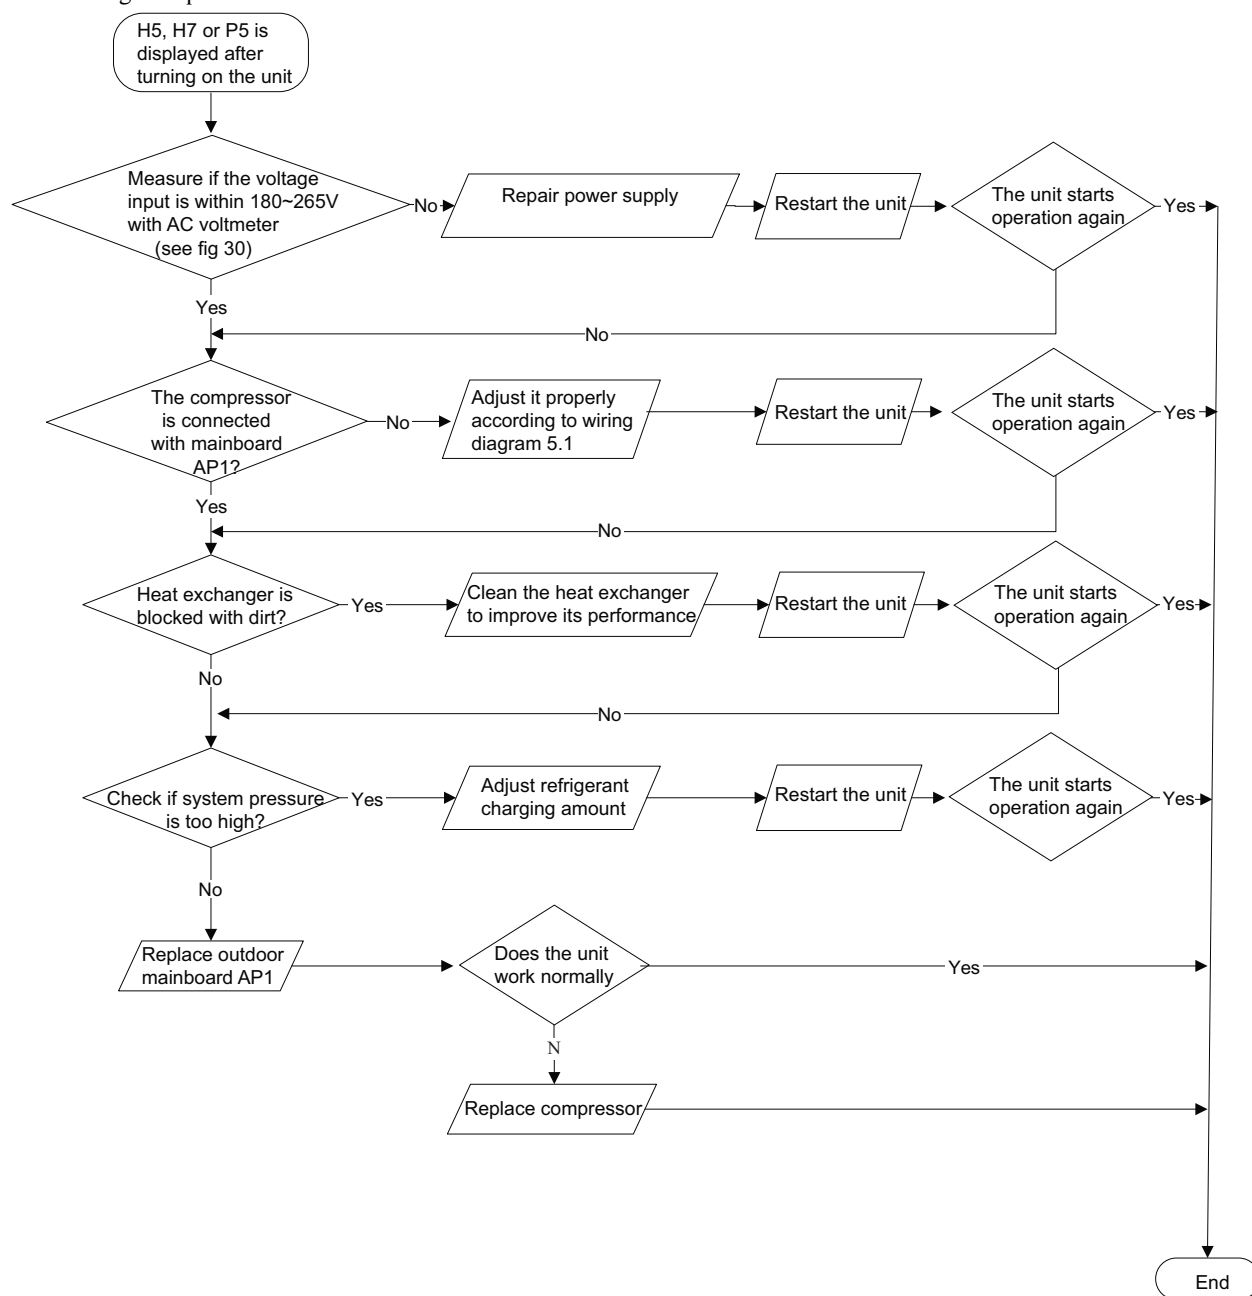 H5, H7 or P5 is
displayed after
turning on the unit
Measure if the voltage
input is within 180~265V
with AC voltmeter
(see fig 30)
No
Repair power supply
Restart the unit
The unit starts
operation again
Yes
Yes
No
The compressor
is connected
with mainboard
AP1?
No
Adjust it properly
according to wiring
diagram 5.1
Restart the unit
The unit starts
operation again
Yes
Yes
No
Heat exchanger is
blocked with dirt?
Yes
Clean the heat exchanger
to improve its performance
Restart the unit
The unit starts
operation again
Yes
No
No
Check if system pressure
is too high?
Yes
Adjust refrigerant
charging amount
Restart the unit
The unit starts
operation again
Yes
No
Replace outdoor
mainboard AP1
Does the unit
work normally
Yes
N
Replace compressor
End